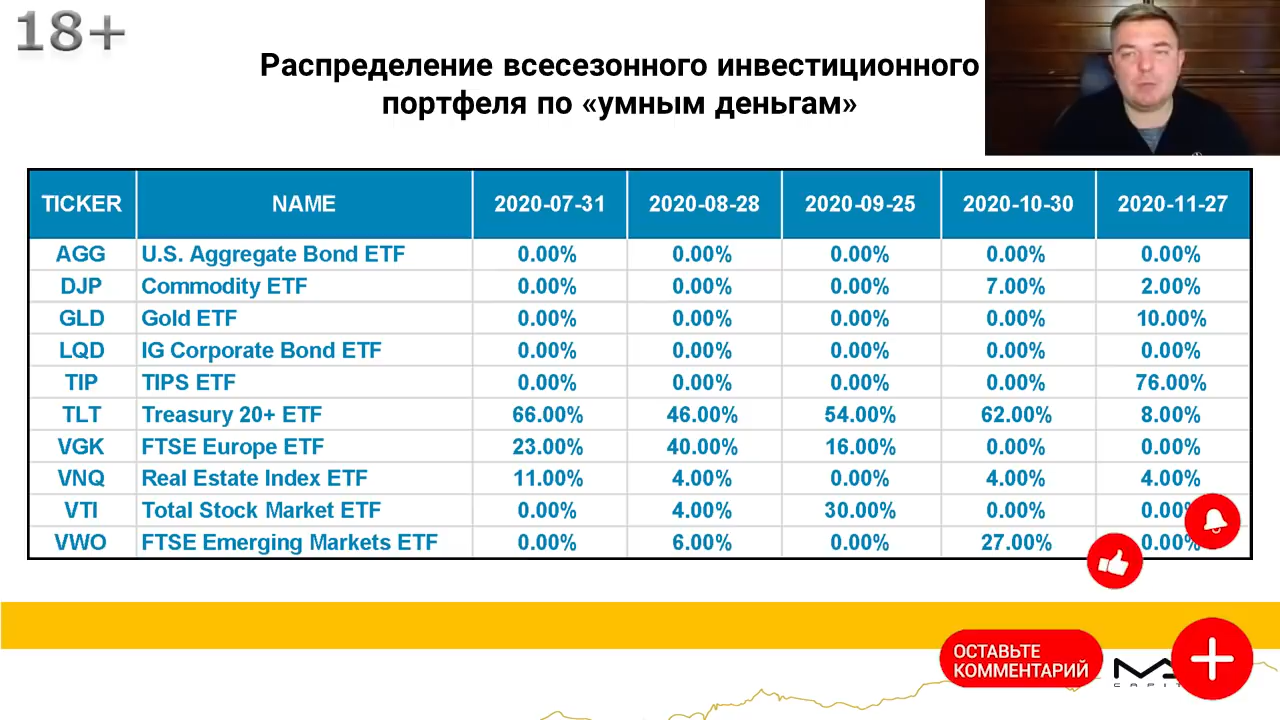 18+
Распределение всесезонного инвестиционного
портфеля по «умным деньгам»
TICKER NAME 2020-07-31 2020-08-28 2020-09-25 2020-10-30 2020-11-27
AGG U.S. Aggregate Bond ETF 0.00% 0.00% 0.00% 0.00% 0.00%
DJP Commodity ETF 0.00% 0.00% 0.00% 7.00% 2.00%
GLD Gold ETF 0.00% 0.00% 0.00% 0.00% 10.00%
LQD IG Corporate Bond ETF 0.00% 0.00% 0.00% 0.00% 0.00%
TIP TIPS ETF 0.00% 0.00% 0.00% 0.00% 76.00%
TLT Treasury 20+ ETF 66.00% 46.00% 54.00% 62.00% 8.00%
VGK FTSE Europe ETF 23.00% 40.00% 16.00% 0.00% 0.00%
VNQ Real Estate Index ETF 11.00% 4.00% 0.00% 4.00% 4.00%
VTI Total Stock Market ETF 0.00% 4.00% 30.00% 0.00% 0.00
VWO FTSE Emerging Markets ETF 0.00% 6.00% 0.00% 27.00% 0.00%
ОСТАВЬТЕ
КОММЕНТАРИЙ